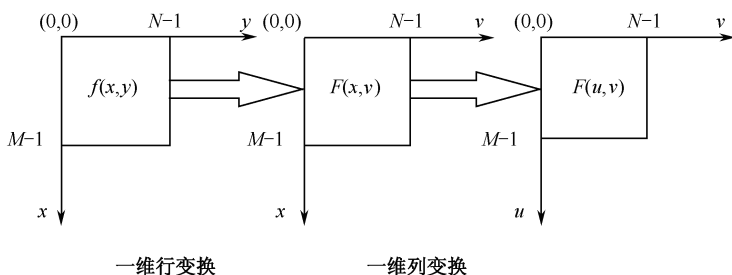 (0,0) N−1 y (0,0) N−1 v (0,0) N−1 v
f(x,y) F(x,v) F(u,v)
M−1 M−1 M−1
x x u
一维行变换 一维列变换